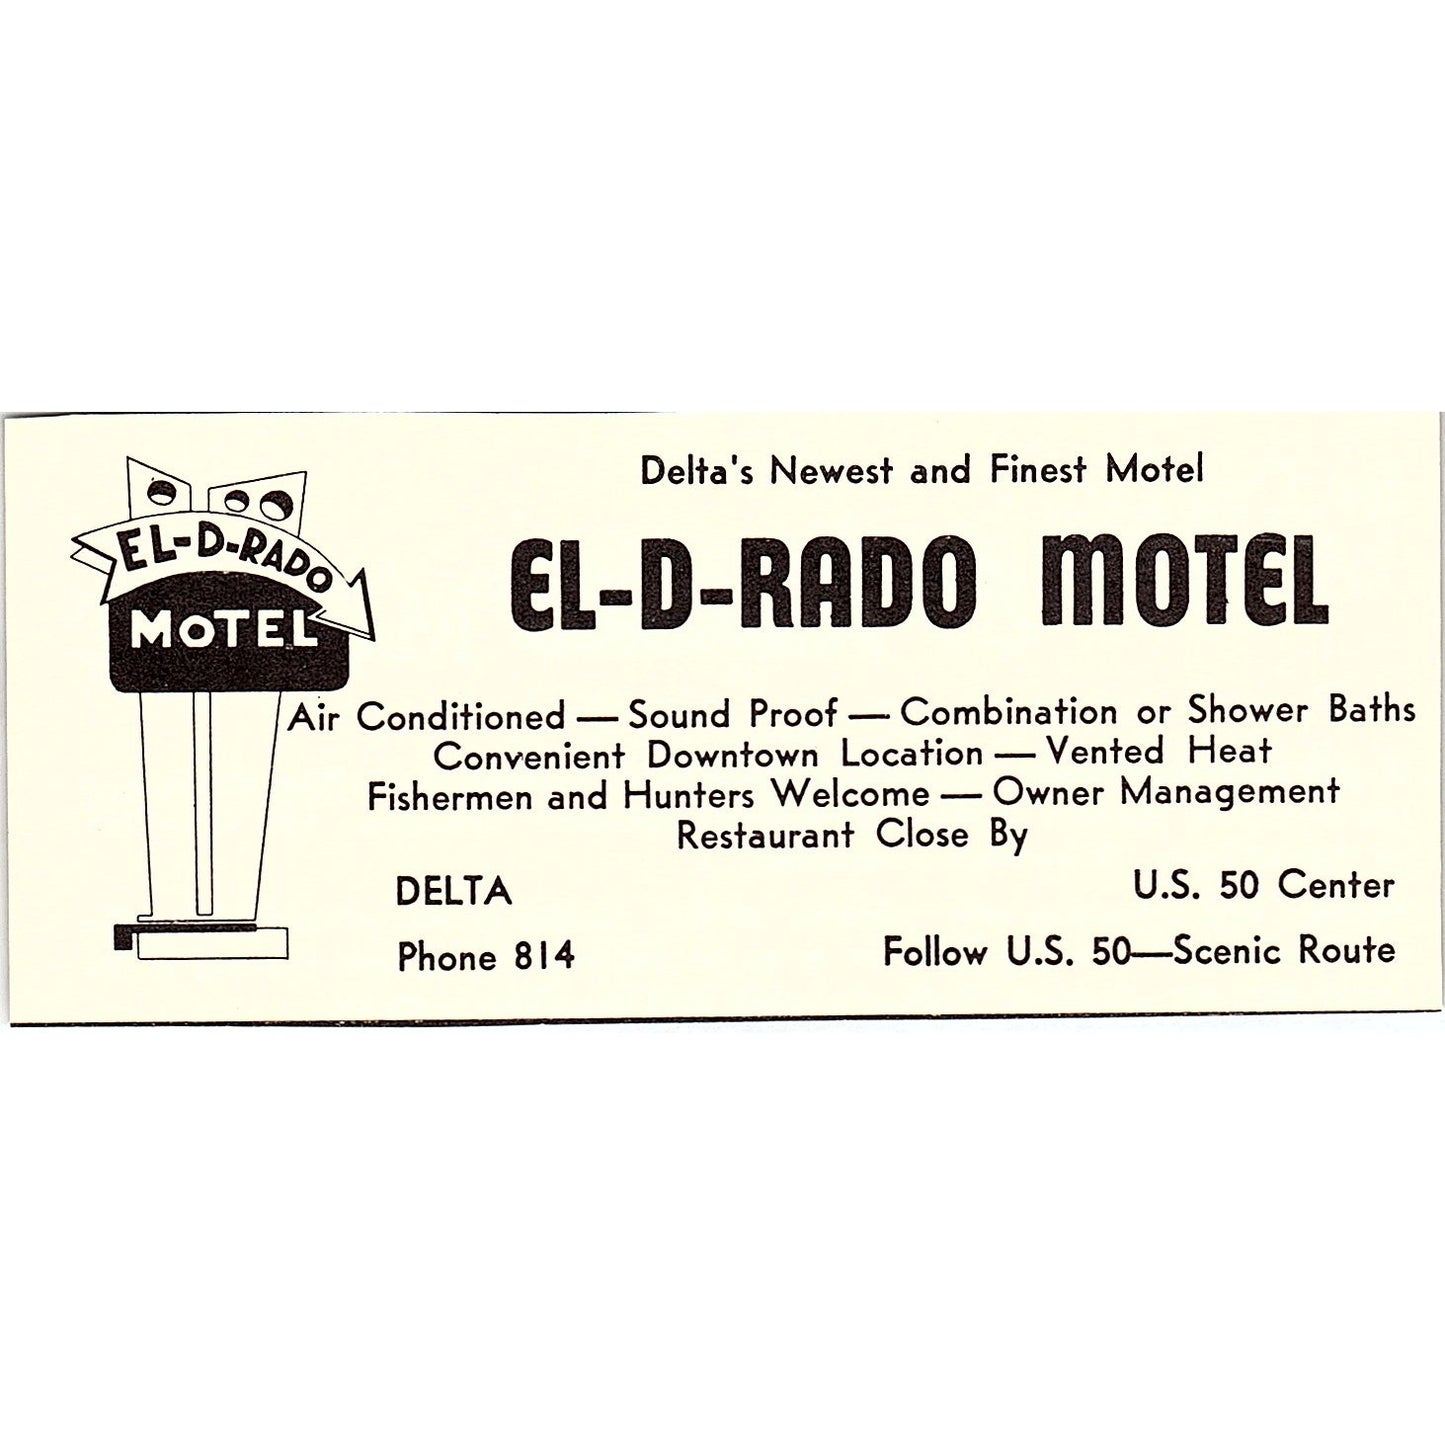 EL-D-RADO
MOTEL
Delta's Newest and Finest Motel
EL-D-RADO MOTEL
Air Conditioned — Sound Proof — Combination or Shower Baths
Convenient Downtown Location — Vented Heat
Fishermen and Hunters Welcome — Owner Management
Restaurant Close By
DELTA
U.S. 50 Center
Phone 814
Follow U.S. 50—Scenic Route